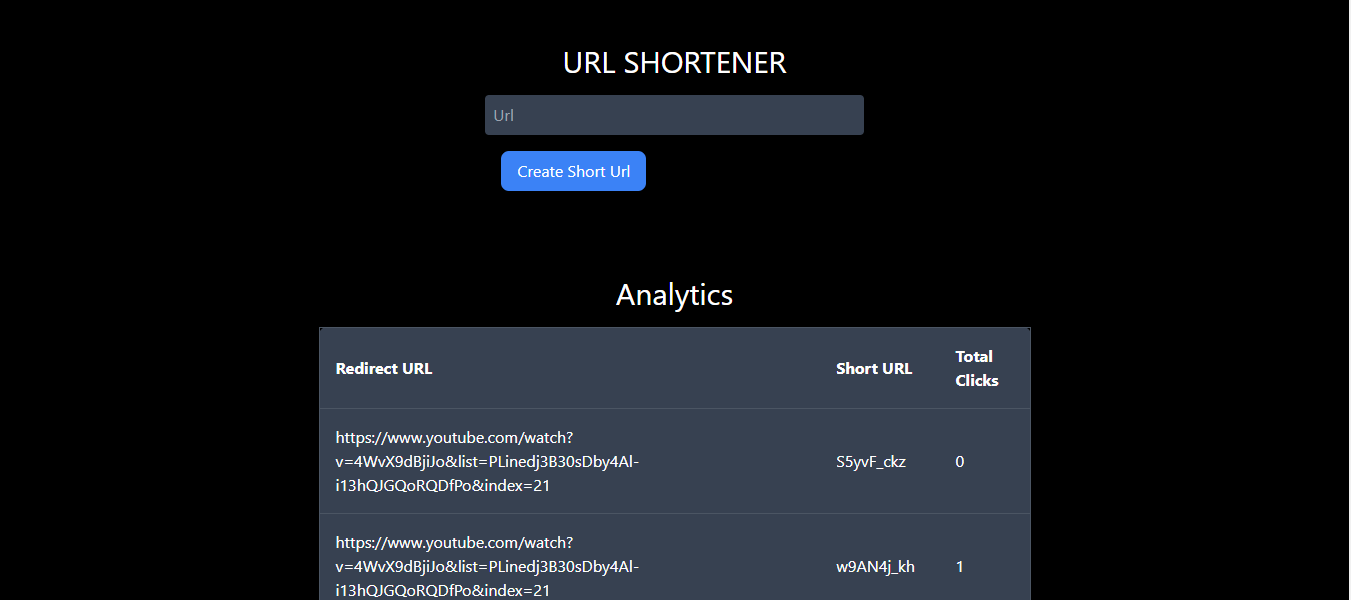 URL SHORTENER
Url
Create Short Url
Analytics
Redirect URL
Short URL
Total
Clicks
https://www.youtube.com/watch?
v=4WvX9dBjiJo&list=PLinedj3B30sDby4Al-
i13hQJGQoRQDfPo&index=21
S5yvF_ckz
0
https://www.youtube.com/watch?
v=4WvX9dBjiJo&list=PLinedj3B30sDby4Al-
i13hQJGQoRQDfPo&index=21
w9AN4j_kh
1